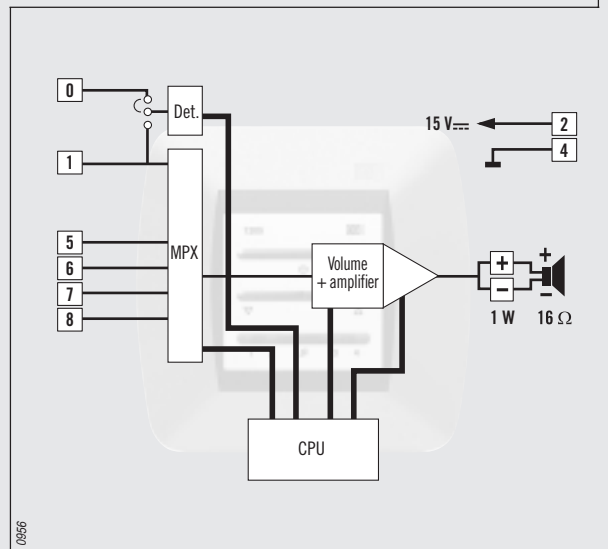 0
Det.
15 V⎓
2
4
1
5
6
7
8
MPX
Volume
+ amplifier
+
−
+
−
1 W
16 Ω
CPU
0956